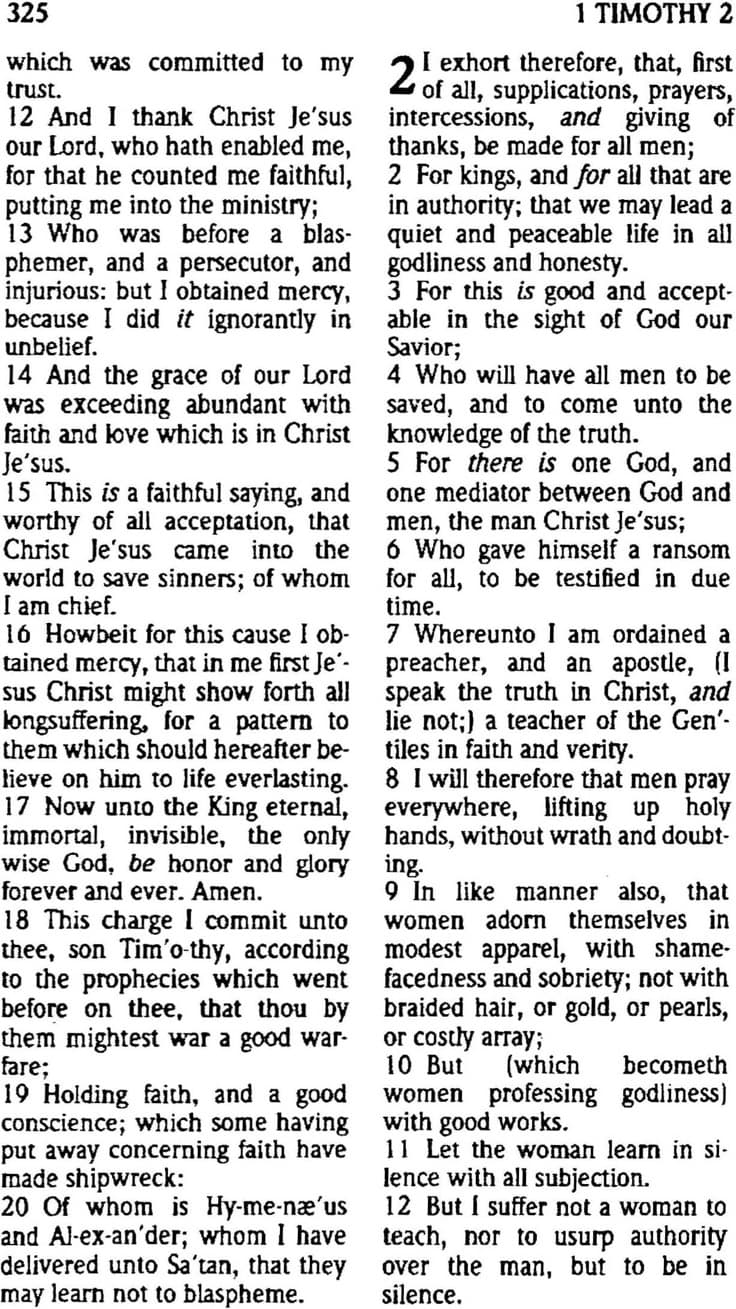 325
1 TIMOTHY 2
which was committed to my
trust.
12 And I thank Christ Je'sus
our Lord, who hath enabled me,
for that he counted me faithful,
putting me into the ministry;
13 Who was before a blas-
phemer, and a persecutor, and
injurious: but I obtained mercy,
because I did it ignorantly in
unbelief.
14 And the grace of our Lord
was exceeding abundant with
faith and love which is in Christ
Je'sus.
15 This is a faithful saying, and
worthy of all acceptation, that
Christ Je'sus came into the
world to save sinners; of whom
I am chief.
16 Howbeit for this cause I ob-
tained mercy, that in me first Je'-
sus Christ might show forth all
longsuffering, for a pattern to
them which should hereafter be-
lieve on him to life everlasting.
17 Now unto the King eternal,
immortal, invisible, the only
wise God, be honor and glory
forever and ever. Amen.
18 This charge I commit unto
thee, son Tim'o-thy, according
to the prophecies which went
before on thee, that thou by
them mightest war a good war-
fare;
19 Holding faith, and a good
conscience; which some having
put away concerning faith have
made shipwreck:
20 Of whom is Hy-me-næ'us
and Al-ex-an'der; whom I have
delivered unto Sa'tan, that they
may learn not to blaspheme.
2 I exhort therefore, that, first
of all, supplications, prayers,
intercessions, and giving of
thanks, be made for all men;
2 For kings, and for all that are
in authority; that we may lead a
quiet and peaceable life in all
godliness and honesty.
3 For this is good and accept-
able in the sight of God our
Savior;
4 Who will have all men to be
saved, and to come unto the
knowledge of the truth.
5 For there is one God, and
one mediator between God and
men, the man Christ Je'sus;
6 Who gave himself a ransom
for all, to be testified in due
time.
7 Whereunto I am ordained a
preacher, and an apostle, (I
speak the truth in Christ, and
lie not;) a teacher of the Gen'-
tiles in faith and verity.
8 I will therefore that men pray
everywhere, lifting up holy
hands, without wrath and doubt-
ing.
9 In like manner also, that
women adorn themselves in
modest apparel, with shame-
facedness and sobriety; not with
braided hair, or gold, or pearls,
or costly array;
10 But (which becometh
women professing godliness)
with good works.
11 Let the woman learn in si-
lence with all subjection.
12 But I suffer not a woman to
teach, nor to usurp authority
over the man, but to be in
silence.